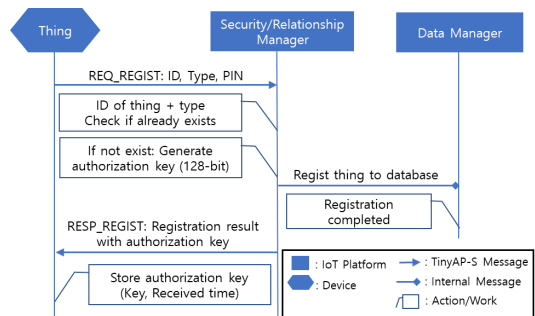 Thing
Security/Relationship
Manager
Data Manager
REQ_REGIST: ID, Type, PIN
ID of thing + type
Check if already exists
If not exist: Generate
authorization key (128-bit)
Regist thing to database
Registration
completed
RESP_REGIST: Registration result
with authorization key
Store authorization key
(Key, Received time)
: IoT Platform
: TinyAP-S Message
: Device
: Internal Message
: Action/Work